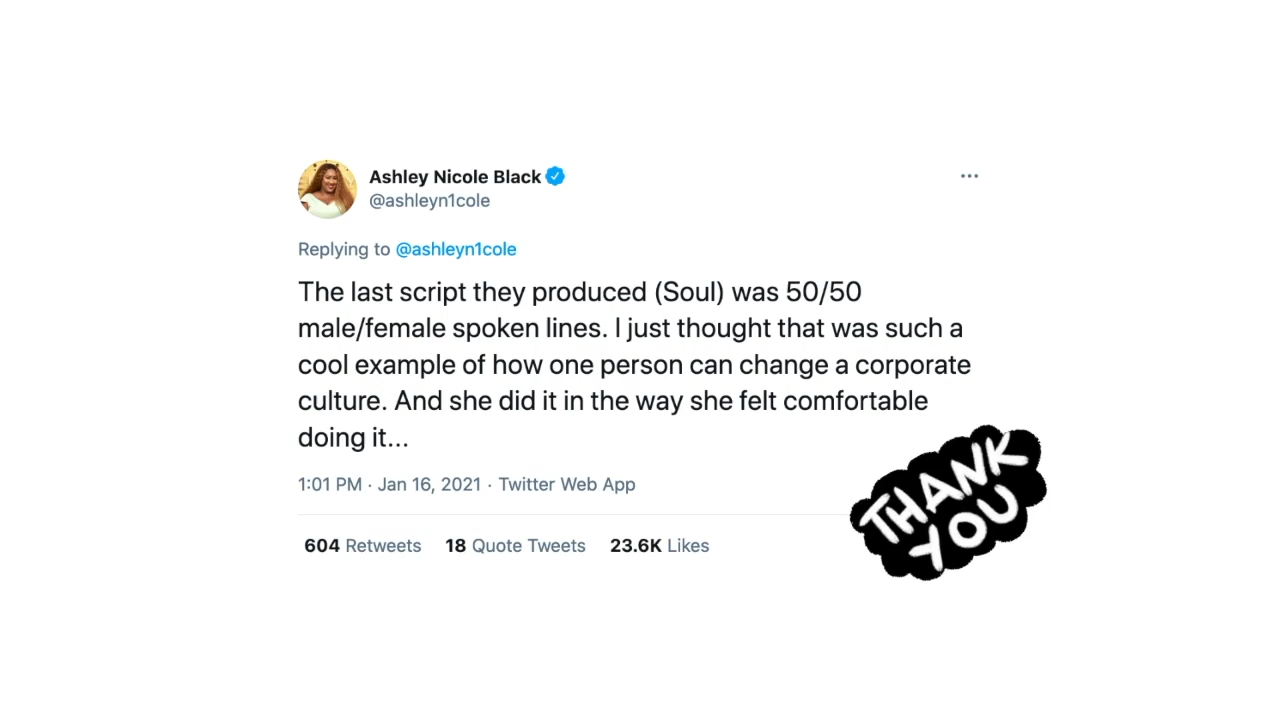 Ashley Nicole Black
@ashleyn1cole
Replying to @ashleyn1cole
The last script they produced (Soul) was 50/50
male/female spoken lines. I just thought that was such a
cool example of how one person can change a corporate
culture. And she did it in the way she felt comfortable
doing it...
1:01 PM · Jan 16, 2021 · Twitter Web App
604 Retweets 18 Quote Tweets 23.6K Likes
THANK
YOU